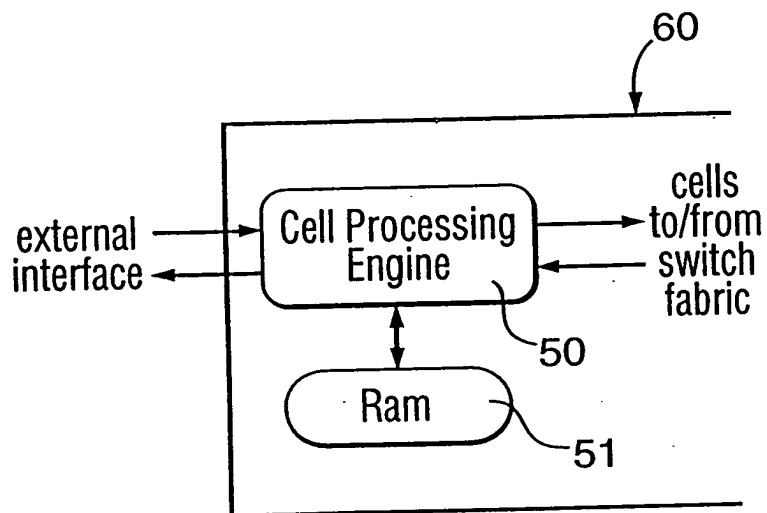 60
external
interface
Cell Processing
Engine
cells
to/from
switch
fabric
50
Ram
51